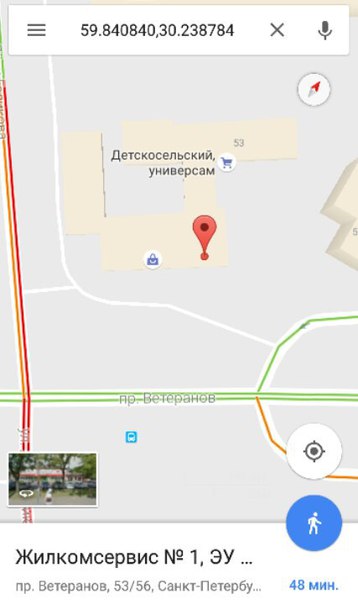 59.840840,30.238784
53
Детскосельский,
универсам
пр. Ветеранов
Жилкомсервис № 1, ЭУ ...
пр. Ветеранов, 53/56, Санкт-Петербу...
48 мин.